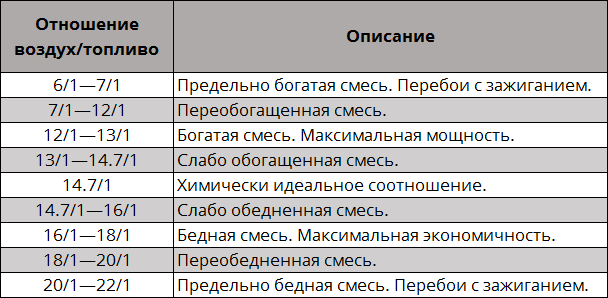 Отношение воздух/топливо Описание
6/1—7/1 Предельно богатая смесь. Перебои с зажиганием.
7/1—12/1 Переобогащенная смесь.
12/1—13/1 Богатая смесь. Максимальная мощность.
13/1—14.7/1 Слабо обогащенная смесь.
14.7/1 Химически идеальное соотношение.
14.7/1—16/1 Слабо обедненная смесь.
16/1—18/1 Бедная смесь. Максимальная экономичность.
18/1—20/1 Переобедненная смесь.
20/1—22/1 Предельно бедная смесь. Перебои с зажиганием.